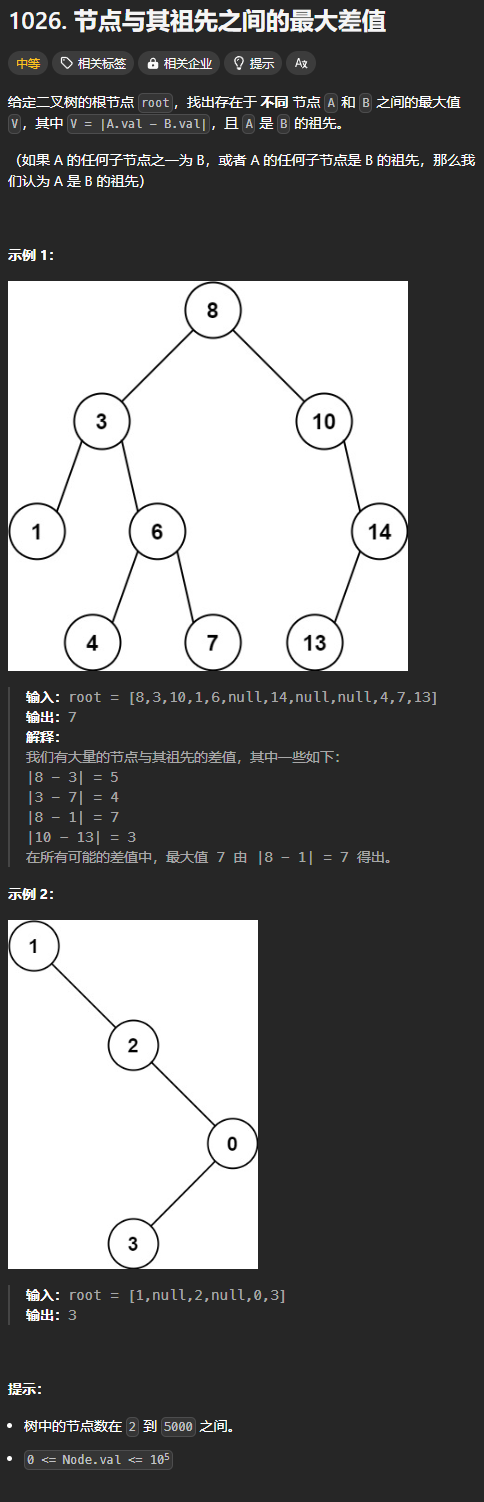 1026. 节点与其祖先之间的最大差值
中等 相关标签 相关企业 提示 Ax
给定二叉树的根节点 root，找出存在于 不同 节点 A 和 B 之间的最大值
V，其中 V = |A.val - B.val|，且 A 是 B 的祖先。
（如果 A 的任何子节点之一为 B，或者 A 的任何子节点是 B 的祖先，那么我
们认为 A 是 B 的祖先）
示例 1：
8
3 10
1 6 14
4 7 13
输入：root = [8,3,10,1,6,null,14,null,null,4,7,13]
输出：7
解释：
我们有大量的节点与其祖先的差值，其中一些如下：
|8 - 3| = 5
|3 - 7| = 4
|8 - 1| = 7
|10 - 13| = 3
在所有可能的差值中，最大值 7 由 |8 - 1| = 7 得出。
示例 2：
1
2
0
3
输入：root = [1,null,2,null,0,3]
输出：3
提示：
• 树中的节点数在 2 到 5000 之间。
• 0 <= Node.val <= 10⁵